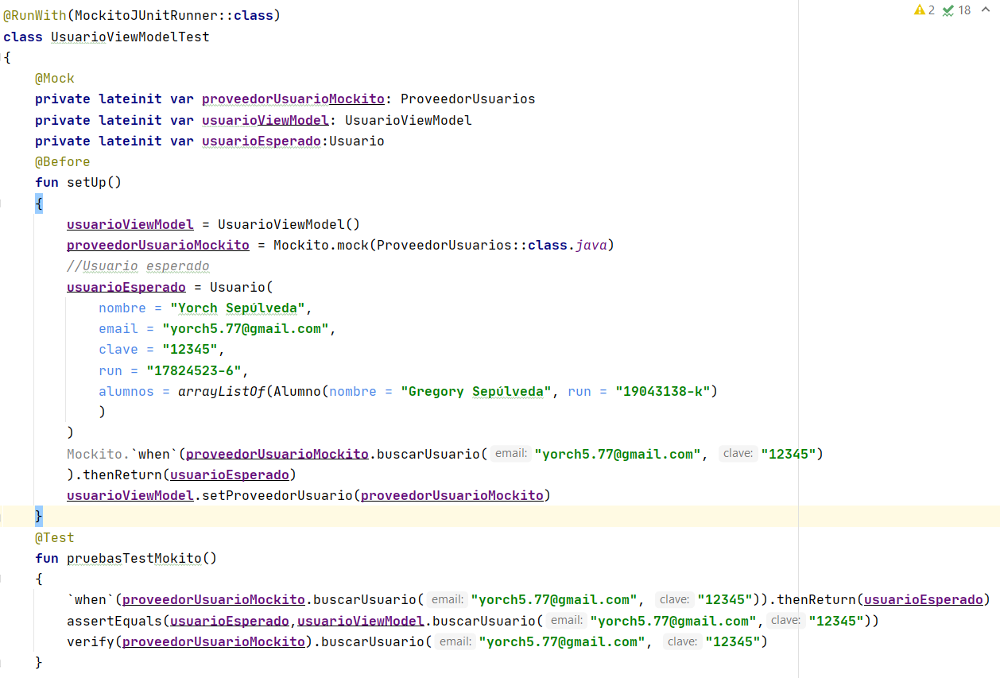 @RunWith(MockitoJUnitRunner::class)
2 18
class UsuarioViewModelTest
{
@Mock
private lateinit var proveedorUsuarioMockito: ProveedorUsuarios
private lateinit var usuarioViewModel: UsuarioViewModel
private lateinit var usuarioEsperado:Usuario
@Before
fun setUp()
{
usuarioViewModel = UsuarioViewModel()
proveedorUsuarioMockito = Mockito.mock(ProveedorUsuarios::class.java)
//Usuario esperado
usuarioEsperado = Usuario(
nombre = "Yorch Sepúlveda",
email = "yorch5.77@gmail.com",
clave = "12345",
run = "17824523-6",
alumnos = arrayListOf(Alumno(nombre = "Gregory Sepúlveda", run = "19043138-k")
)
)
Mockito.`when`(proveedorUsuarioMockito.buscarUsuario( email: "yorch5.77@gmail.com", clave: "12345")
).thenReturn(usuarioEsperado)
usuarioViewModel.setProveedorUsuario(proveedorUsuarioMockito)
}
@Test
fun pruebasTestMokito()
{
`when`(proveedorUsuarioMockito.buscarUsuario( email: "yorch5.77@gmail.com", clave: "12345")).thenReturn(usuarioEsperado)
assertEquals(usuarioEsperado,usuarioViewModel.buscarUsuario( email: "yorch5.77@gmail.com", clave: "12345"))
verify(proveedorUsuarioMockito).buscarUsuario( email: "yorch5.77@gmail.com", clave: "12345")
}